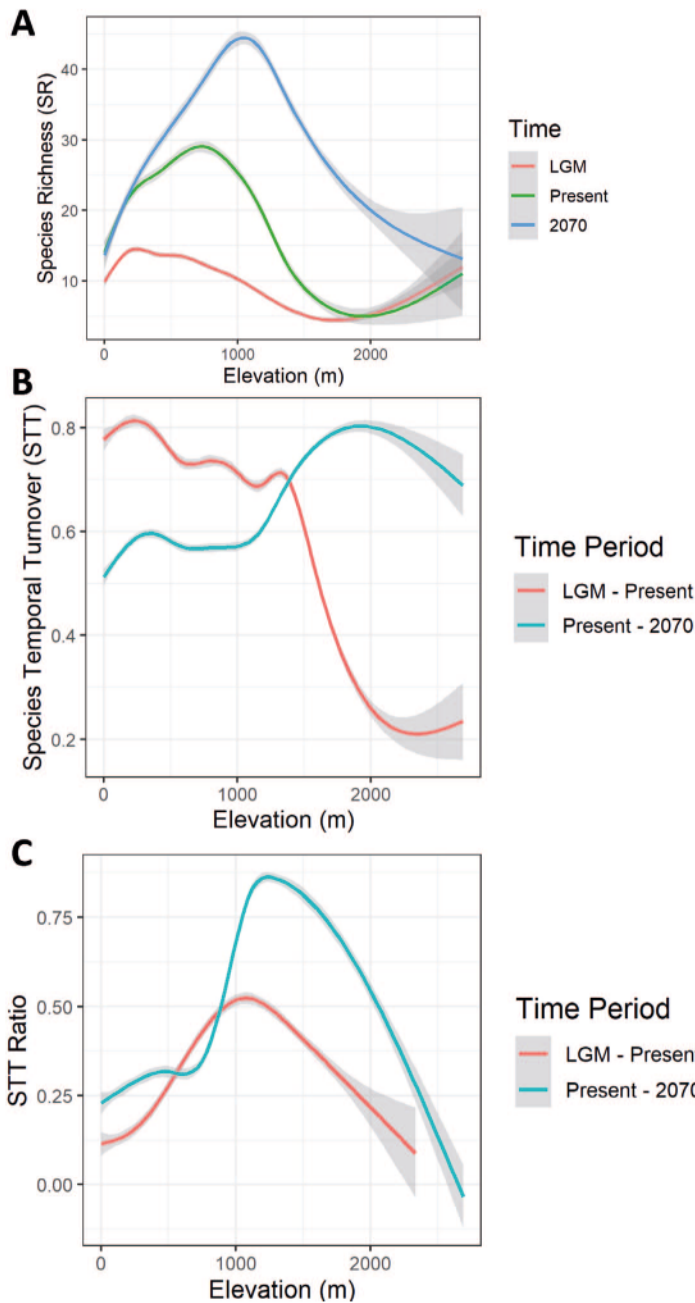 A
Species Richness (SR)
40
30
20
10
0
1000
2000
Elevation (m)
Time
LGM
Present
2070
B
Species Temporal Turnover (STT)
0.8
0.6
0.4
0.2
0
1000
2000
Elevation (m)
Time Period
LGM - Present
Present - 2070
C
STT Ratio
0.75
0.50
0.25
0.00
0
1000
2000
Elevation (m)
Time Period
LGM - Presen
Present - 2070